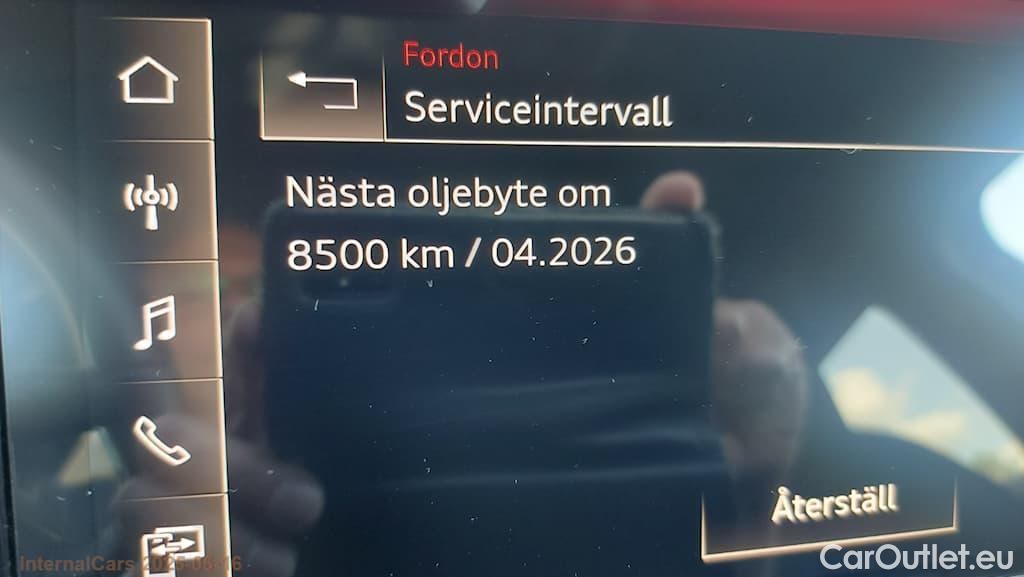 Fordon
Serviceintervall
Nästa oljebyte om
8500 km / 04.2026
Återställ
CarOutlet.eu